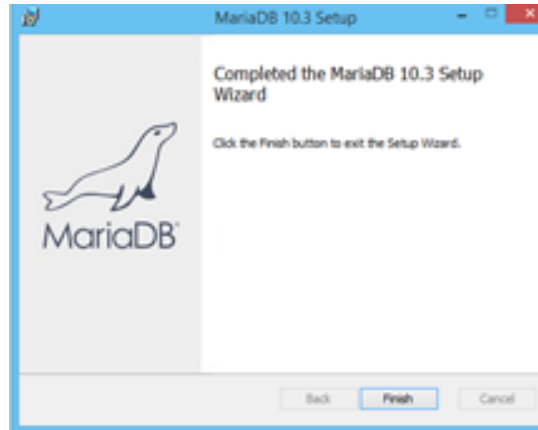 MariaDB 10.3 Setup
Completed the MariaDB 10.3 Setup
Wizard
Click the Finish button to exit the Setup Wizard.
MariaDB
Back
Finish
Cancel